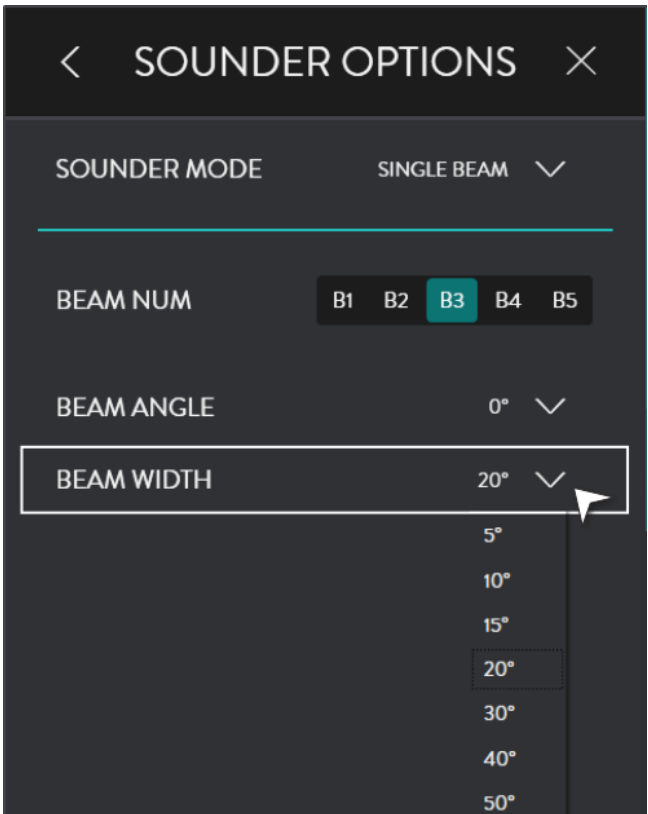 SOUNDER OPTIONS
SOUNDER MODE SINGLE BEAM
BEAM NUM B1 B2 B3 B4 B5
BEAM ANGLE 0°
BEAM WIDTH 20°
5°
10°
15°
20°
30°
40°
50°